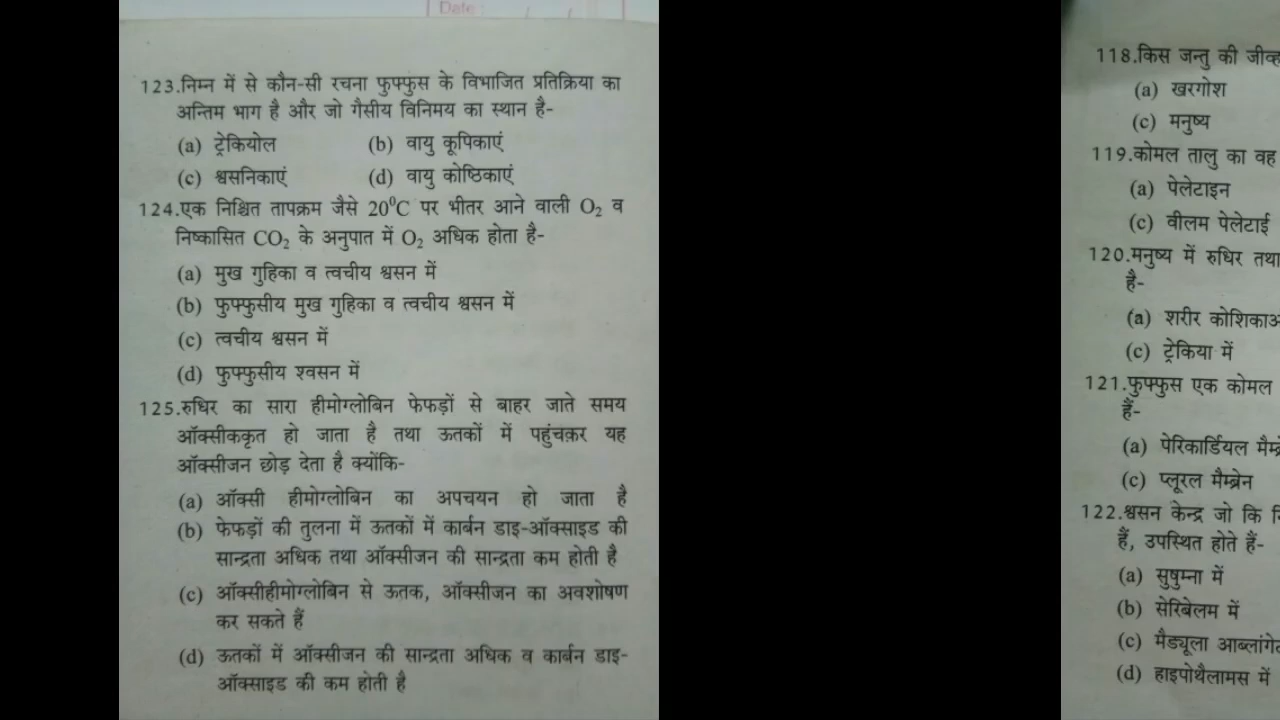 Date
123.निम्न में से कौन-सी रचना फुफ्फुस के विभाजित प्रतिक्रिया का
अन्तिम भाग है और जो गैसीय विनिमय का स्थान है-
(a) ट्रेकियोल (b) वायु कूपिकाएं
(c) श्वसनिकाएं (d) वायु कोष्ठिकाएं
124.एक निश्चित तापक्रम जैसे 20⁰C पर भीतर आने वाली O₂ व
निष्कासित CO₂ के अनुपात में O₂ अधिक होता है-
(a) मुख गुहिका व त्वचीय श्वसन में
(b) फुफ्फुसीय मुख गुहिका व त्वचीय श्वसन में
(c) त्वचीय श्वसन में
(d) फुफ्फुसीय श्वसन में
125.रुधिर का सारा हीमोग्लोबिन फेफड़ों से बाहर जाते समय
ऑक्सीककृत हो जाता है तथा ऊतकों में पहुंचकर यह
ऑक्सीजन छोड़ देता है क्योंकि-
(a) ऑक्सी हीमोग्लोबिन का अपचयन हो जाता है
(b) फेफड़ों की तुलना में ऊतकों में कार्बन डाइ-ऑक्साइड की
सान्द्रता अधिक तथा ऑक्सीजन की सान्द्रता कम होती है
(c) ऑक्सीहीमोग्लोबिन से ऊतक, ऑक्सीजन का अवशोषण
कर सकते हैं
(d) ऊतकों में ऑक्सीजन की सान्द्रता अधिक व कार्बन डाइ-
ऑक्साइड की कम होती है
118.किस जन्तु की
(a) खरगोश
(c) मनुष्य
119.कोमल तालु का वह
(a) पेलेटाइन
(c) वीलम पेलेटाई
120.मनुष्य में रुधिर तथा
है-
(a) शरीर
(c) ट्रेकिया में
121.फुफ्फुस एक कोमल
हैं-
(a) पेरिकार्डियल
(c) प्लूरल मैम्ब्रेन
122.श्वसन केन्द्र जो कि
हैं, उपस्थित होते हैं-
(a) सुषुम्ना में
(b) सेरिबेलम में
(c) मैड्यूला
(d) हाइपोथैलामस में